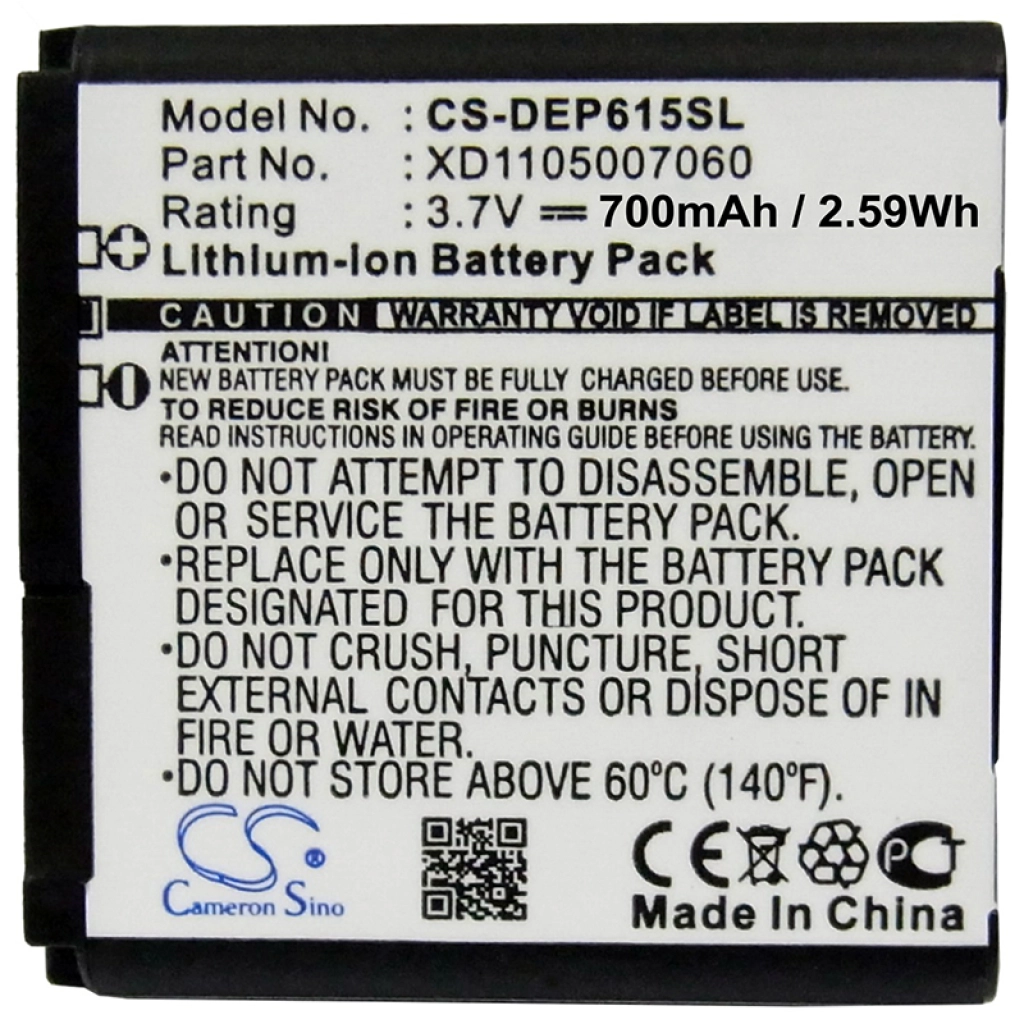 Model No. : CS-DEP615SL
Part No. : XD1105007060
Rating : 3.7V ⎓ 700mAh / 2.59Wh
Lithium-Ion Battery Pack
CAUTION WARRANTY VOID IF LABEL IS REMOVED
ATTENTION!
NEW BATTERY PACK MUST BE FULLY CHARGED BEFORE USE.
TO REDUCE RISK OF FIRE OR BURNS
READ INSTRUCTIONS IN OPERATING GUIDE BEFORE USING THE BATTERY.
•DO NOT ATTEMPT TO DISASSEMBLE, OPEN
OR SERVICE THE BATTERY PACK.
•REPLACE ONLY WITH THE BATTERY PACK
DESIGNATED FOR THIS PRODUCT.
•DO NOT CRUSH, PUNCTURE, SHORT
EXTERNAL CONTACTS OR DISPOSE OF IN
FIRE OR WATER.
•DO NOT STORE ABOVE 60°C (140°F).
CS®
Cameron Sino
CE PCT
Made In China